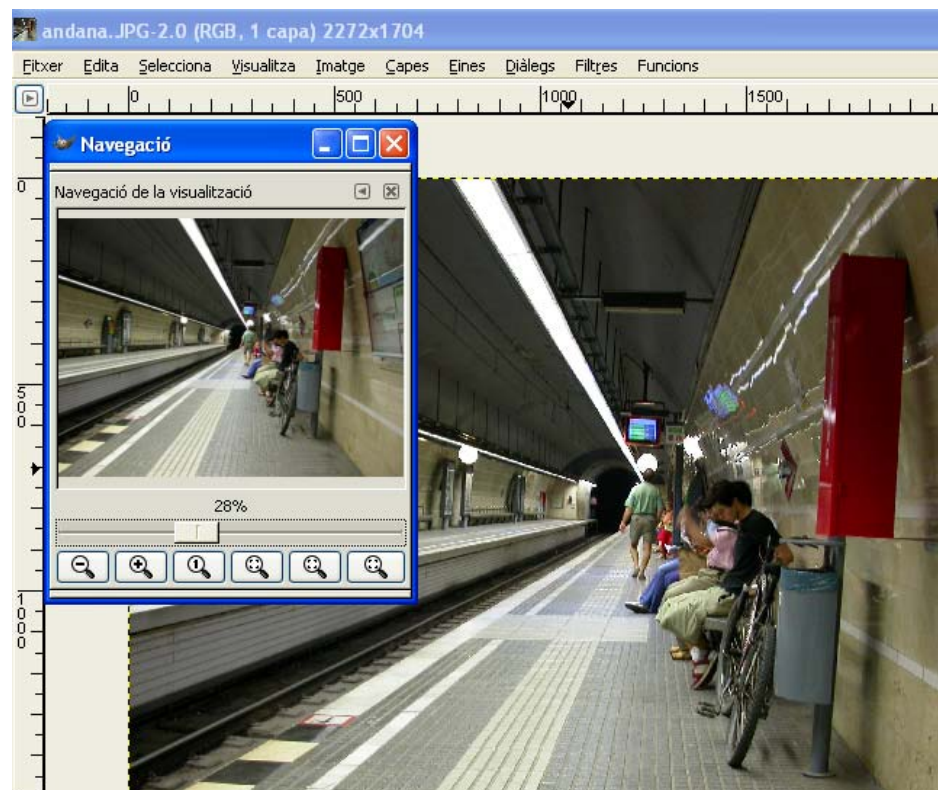 andana.JPG-2.0 (RGB, 1 capa) 2272x1704
Fitxer Edita Selecciona Visualitza Imatge Capes Eines Diàlegs Filtres Funcions
0 500 1000 1500
Navegació
0
Navegació de la visualització
500
28%
1000